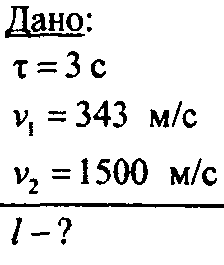 Дано:
τ = 3 с
v₁ = 343 м/с
v₂ = 1500 м/с
l – ?